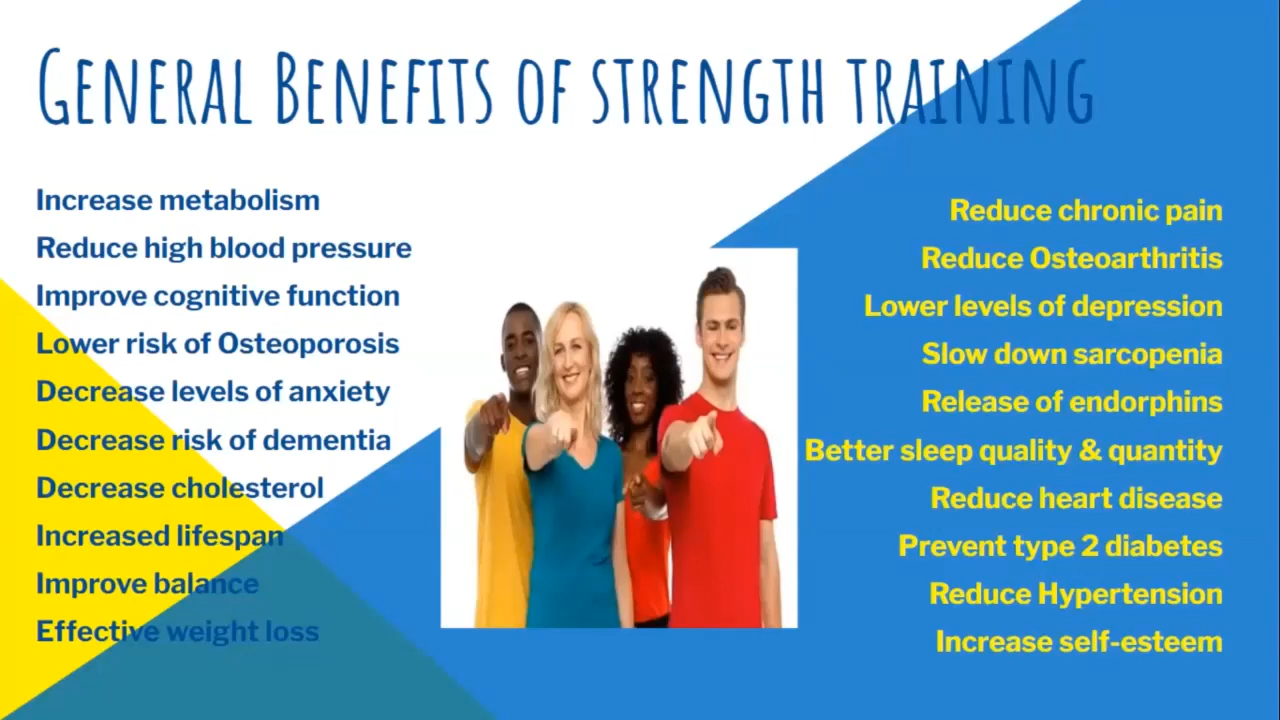 General Benefits of strength training
Increase metabolism
Reduce high blood pressure
Improve cognitive function
Lower risk of Osteoporosis
Decrease levels of anxiety
Decrease risk of dementia
Decrease cholesterol
Increased lifespan
Improve balance
Effective weight loss
Reduce chronic pain
Reduce Osteoarthritis
Lower levels of depression
Slow down sarcopenia
Release of endorphins
Better sleep quality & quantity
Reduce heart disease
Prevent type 2 diabetes
Reduce Hypertension
Increase self-esteem